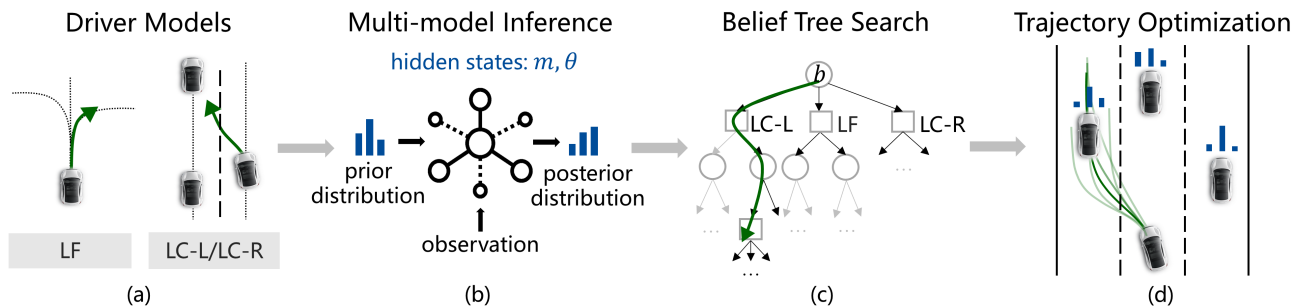 Driver Models
LF
LC-L/LC-R
(a)
Multi-model Inference
hidden states: m, θ
prior
distribution
posterior
distribution
observation
(b)
Belief Tree Search
b
LC-L
LF
LC-R
...
...
...
...
...
(c)
Trajectory Optimization
(d)